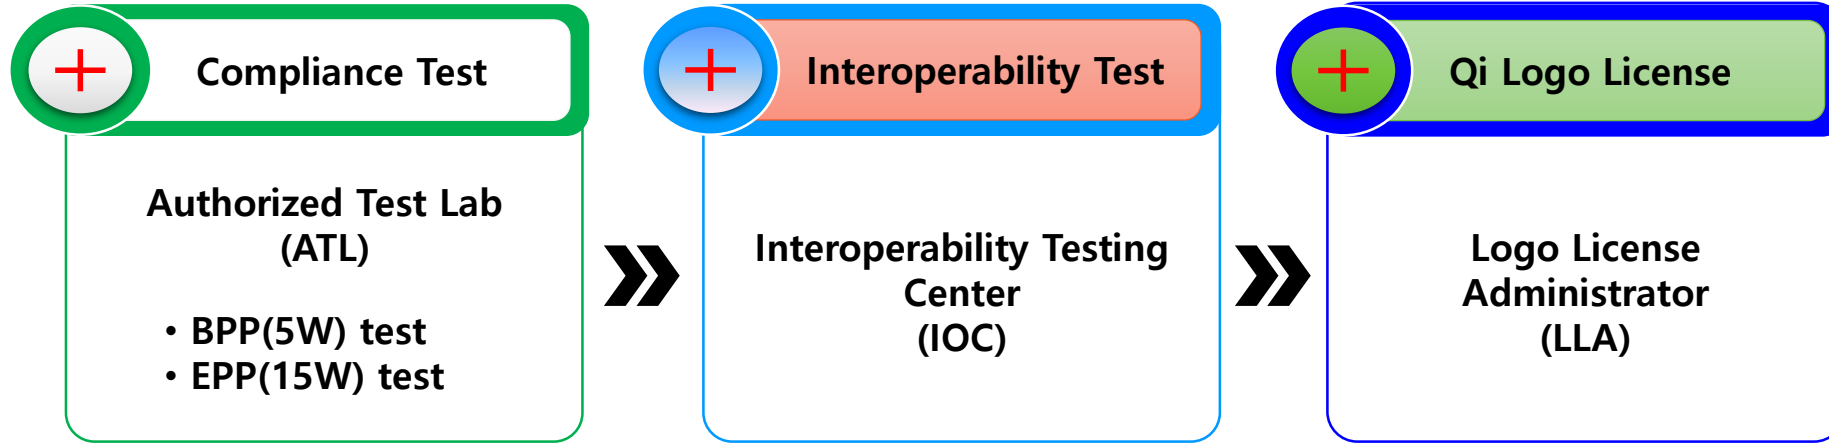 Compliance Test
Authorized Test Lab
(ATL)
• BPP(5W) test
• EPP(15W) test
Interoperability Test
Interoperability Testing
Center
(IOC)
Qi Logo License
Logo License
Administrator
(LLA)